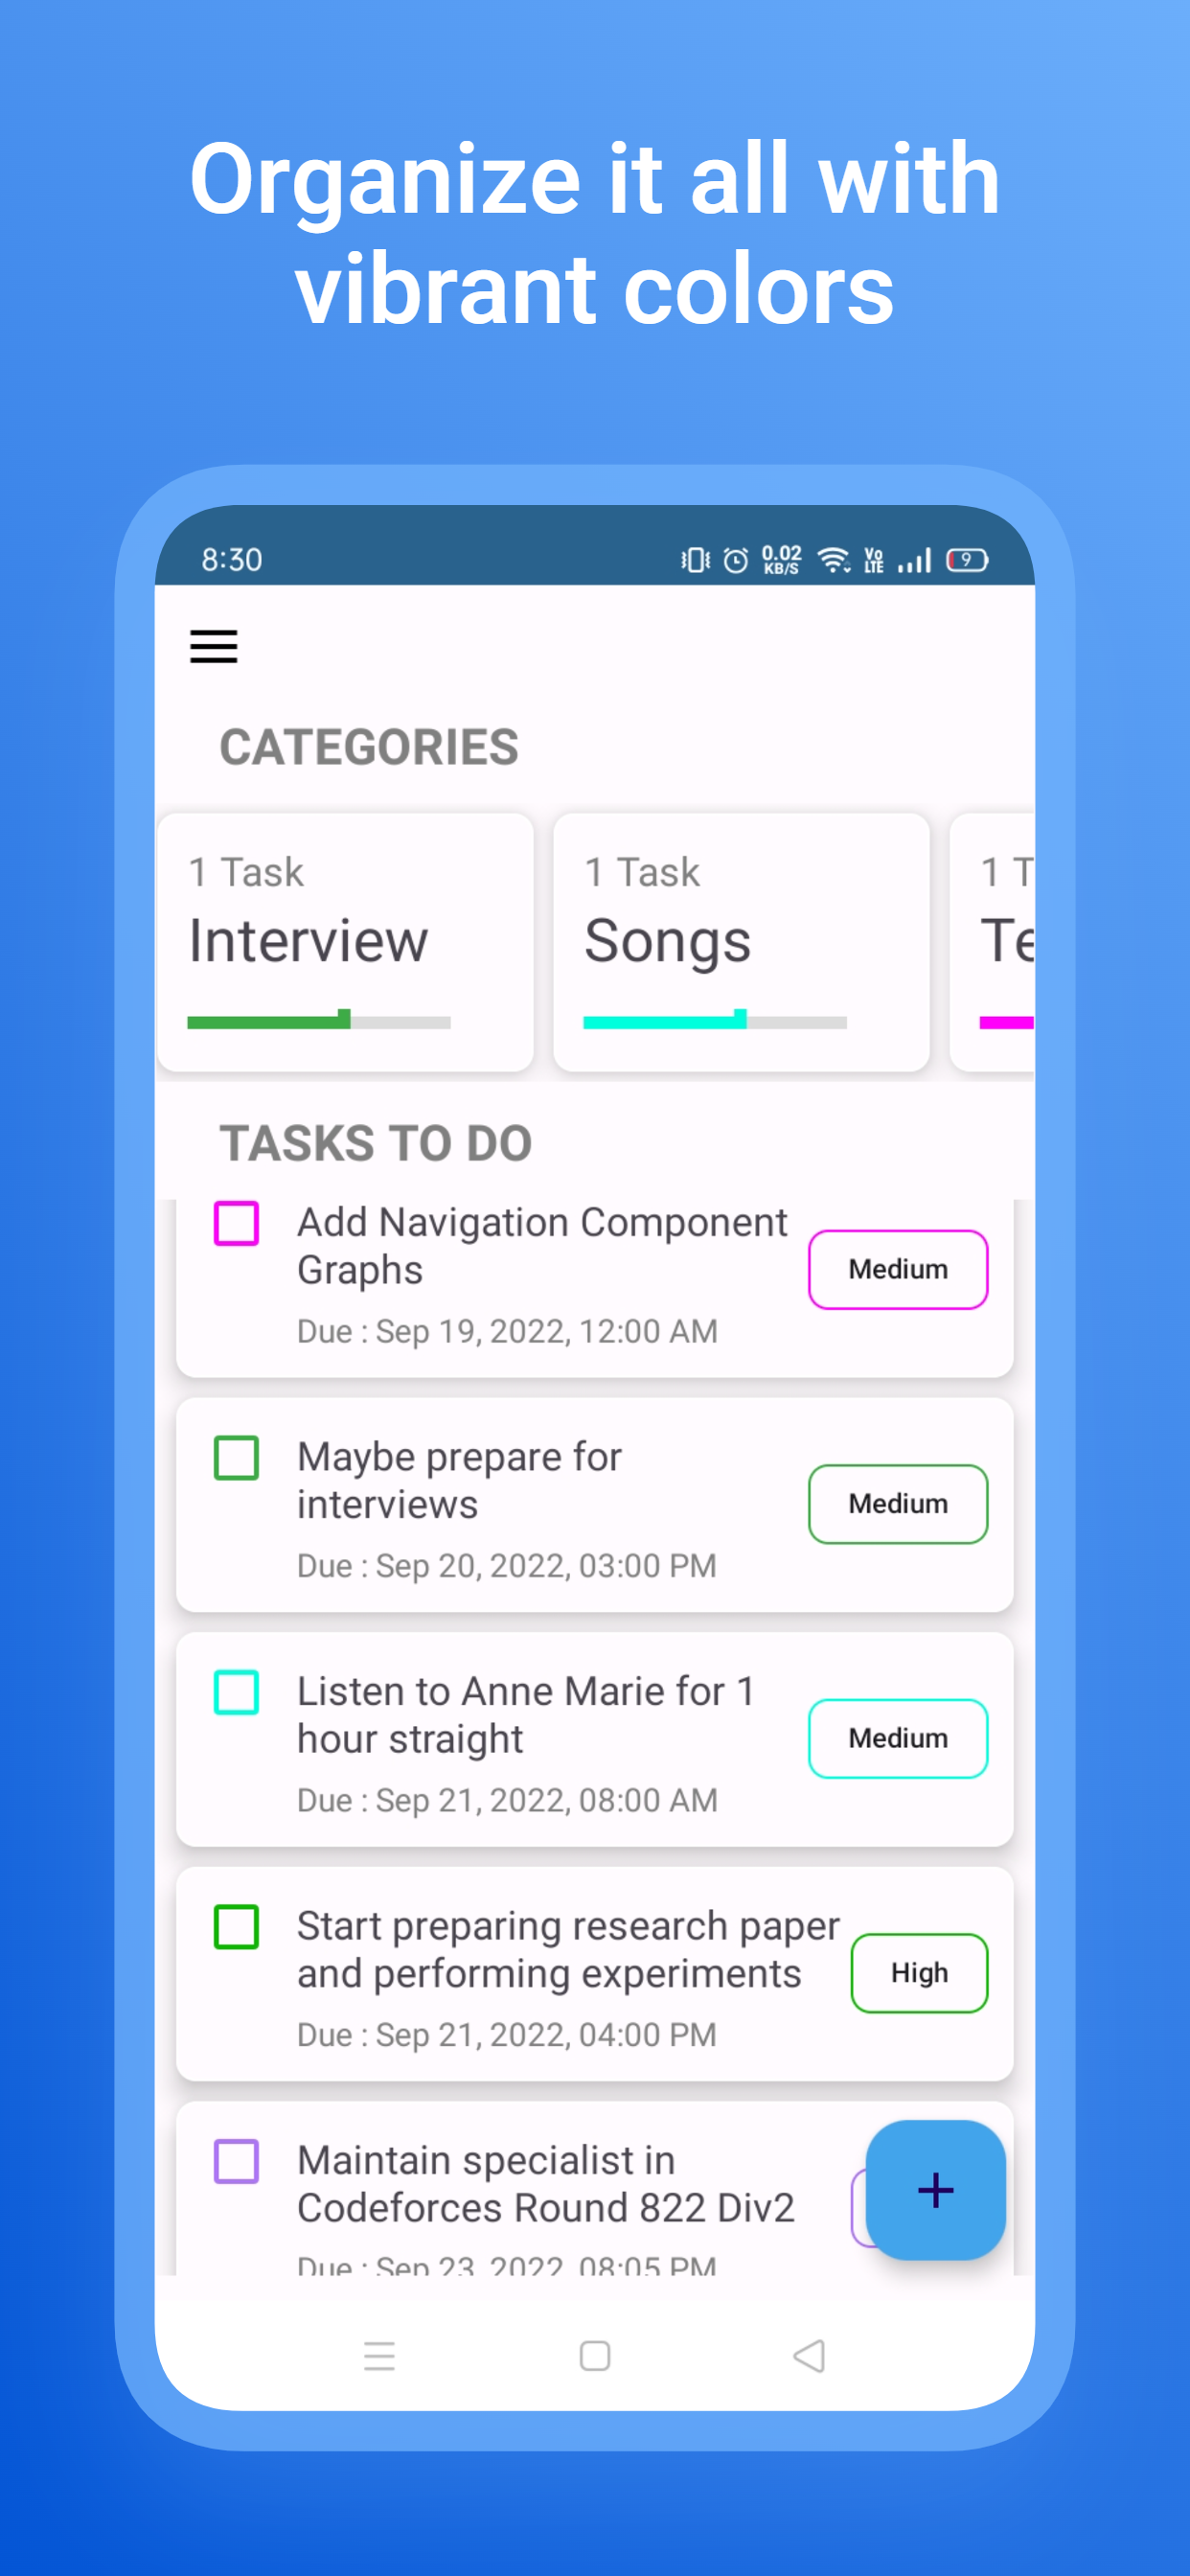 Organize it all with
vibrant colors
8:30
0.02
KB/S
Vo
LTE
9
CATEGORIES
1 Task
Interview
1 Task
Songs
1 T
Te
TASKS TO DO
Add Navigation Component
Graphs
Medium
Due : Sep 19, 2022, 12:00 AM
Maybe prepare for
interviews
Medium
Due : Sep 20, 2022, 03:00 PM
Listen to Anne Marie for 1
hour straight
Medium
Due : Sep 21, 2022, 08:00 AM
Start preparing research paper
and performing experiments
High
Due : Sep 21, 2022, 04:00 PM
Maintain specialist in
Codeforces Round 822 Div2
Due : Sep 23, 2022, 08:05 PM